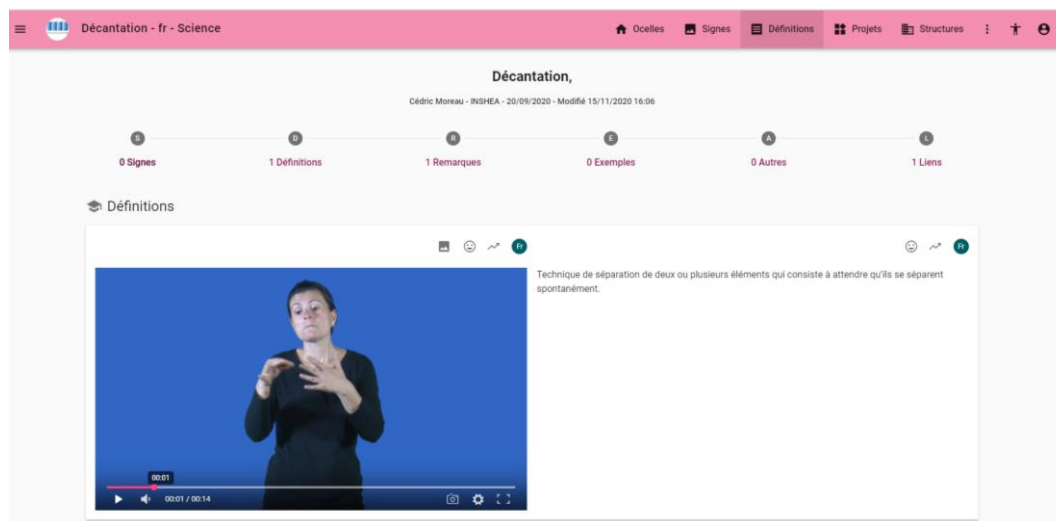 Décantation - fr - Science
Ocelles
Signes
Définitions
Projets
Structures
Décantation,
Cédric Moreau - INSHEA - 20/09/2020 - Modifié 15/11/2020 16:06
S
D
R
E
A
L
0 Signes
1 Définitions
1 Remarques
0 Exemples
0 Autres
1 Liens
Définitions
Fr
Fr
Technique de séparation de deux ou plusieurs éléments qui consiste à attendre qu'ils se séparent
spontanément.
00:01
00:01 / 00:14